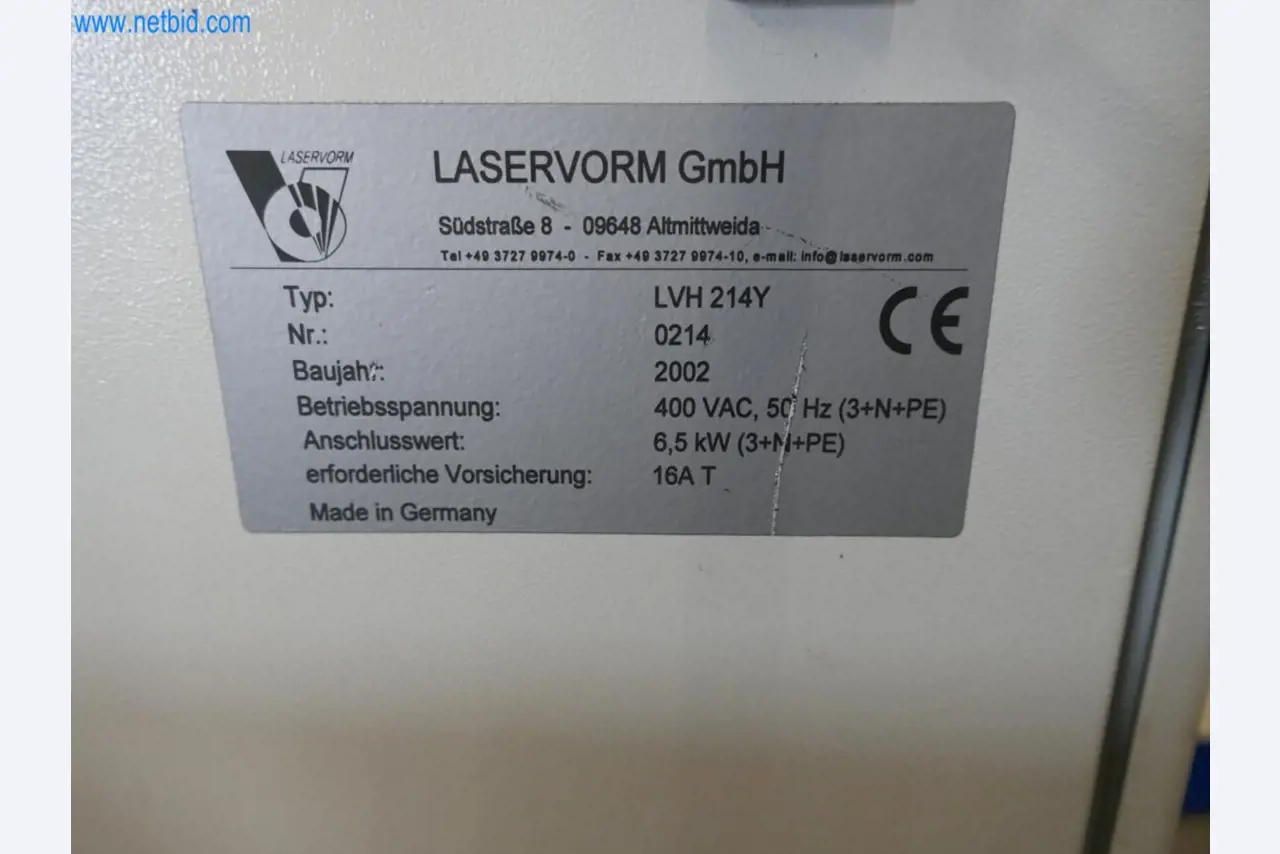 www.netbid.com
LASERVORM
LASERVORM GmbH
Südstraße 8 - 09648 Altmittweida
Tel +49 3727 9974-0 - Fax +49 3727 9974-10, e-mail: info@laservorm.com
Typ: LVH 214Y
Nr.: 0214
CE
Baujahr: 2002
Betriebsspannung: 400 VAC, 50 Hz (3+N+PE)
Anschlusswert: 6,5 kW (3+N+PE)
erforderliche Vorsicherung: 16A T
Made in Germany